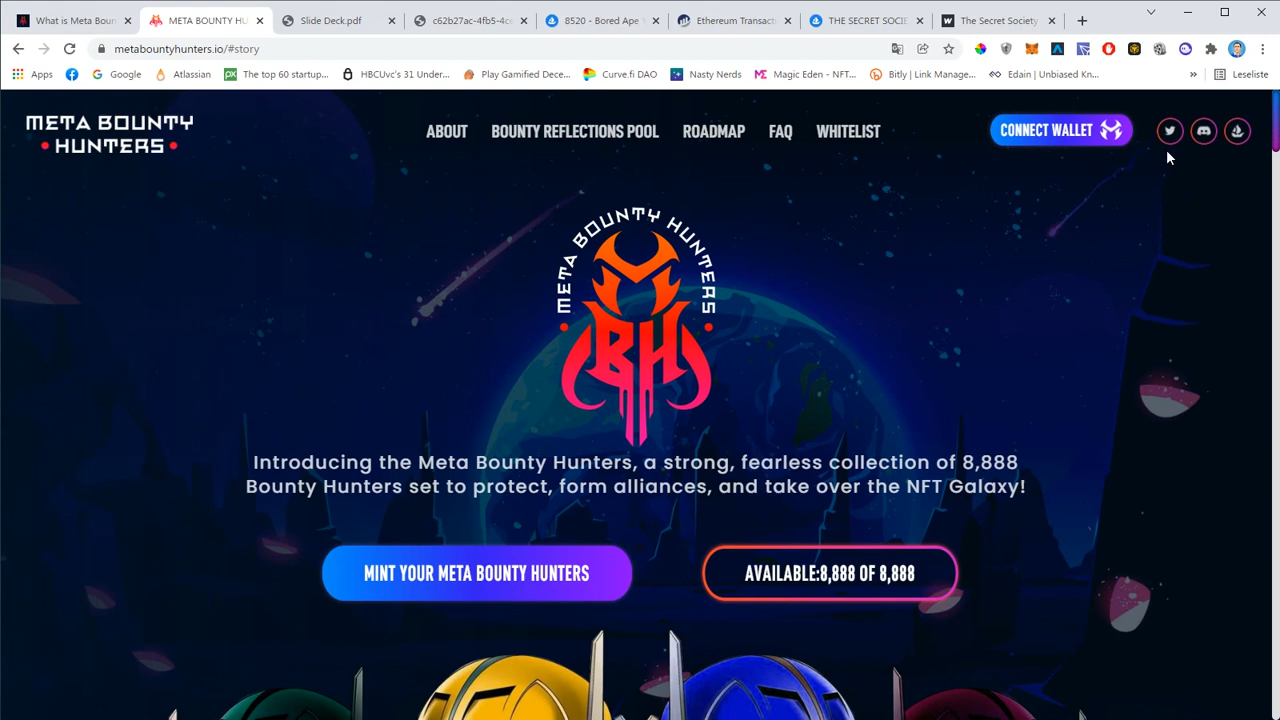 What is Meta Boun
META BOUNTY HU
Slide Deck.pdf
8520 - Bored Ape
Ethereum Transact
THE SECRET SOCIE
The Secret Society
metabountyhunters.io/#story
Apps
Google
Atlassian
The top 60 startup...
HBCUvc's 31 Under...
Play Gamified Dece...
Curve.fi DAO
Nasty Nerds
Magic Eden - NFT...
Bitly | Link Manage...
Edain | Unbiased Kn...
»
Leseliste
META BOUNTY
• HUNTERS •
ABOUT
BOUNTY REFLECTIONS POOL
ROADMAP
FAQ
WHITELIST
CONNECT WALLET
META BOUNTY HUNTERS
BH
Introducing the Meta Bounty Hunters, a strong, fearless collection of 8,888
Bounty Hunters set to protect, form alliances, and take over the NFT Galaxy!
MINT YOUR META BOUNTY HUNTERS
AVAILABLE:8,888 OF 8,888